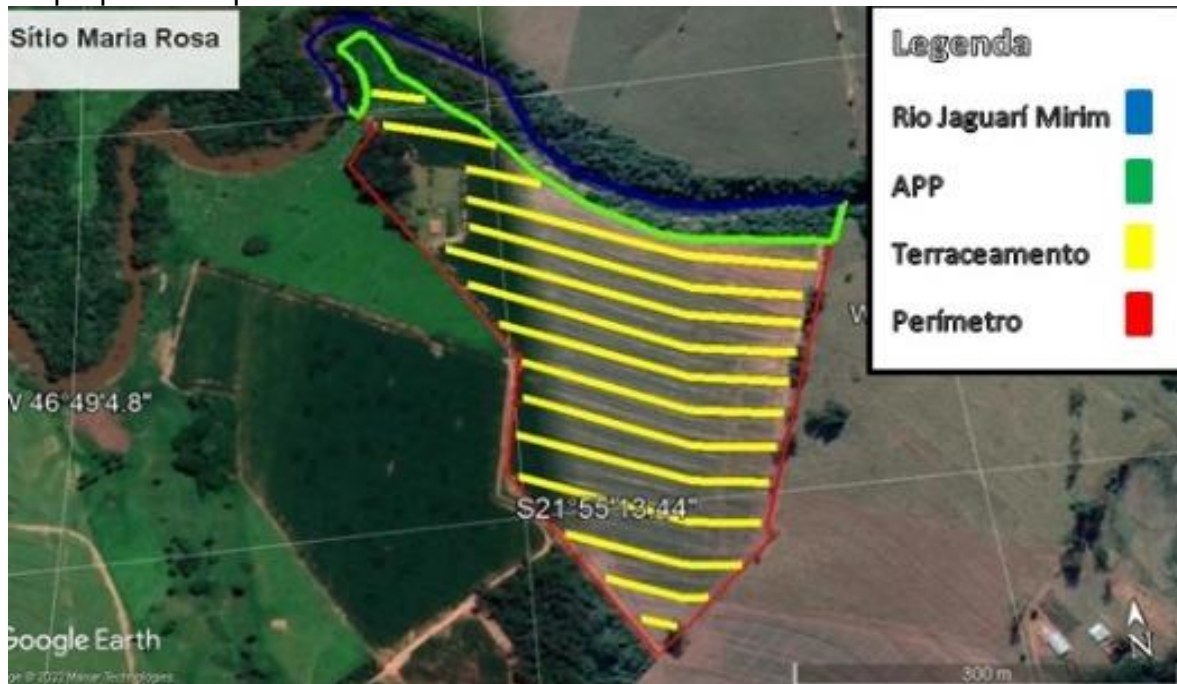 Sítio Maria Rosa
Legenda
Rio Jaguarí Mirim
APP
Terraceamento
Perímetro
W 46°49'4.8"
S21°55'13.44"
Google Earth
300 m
N